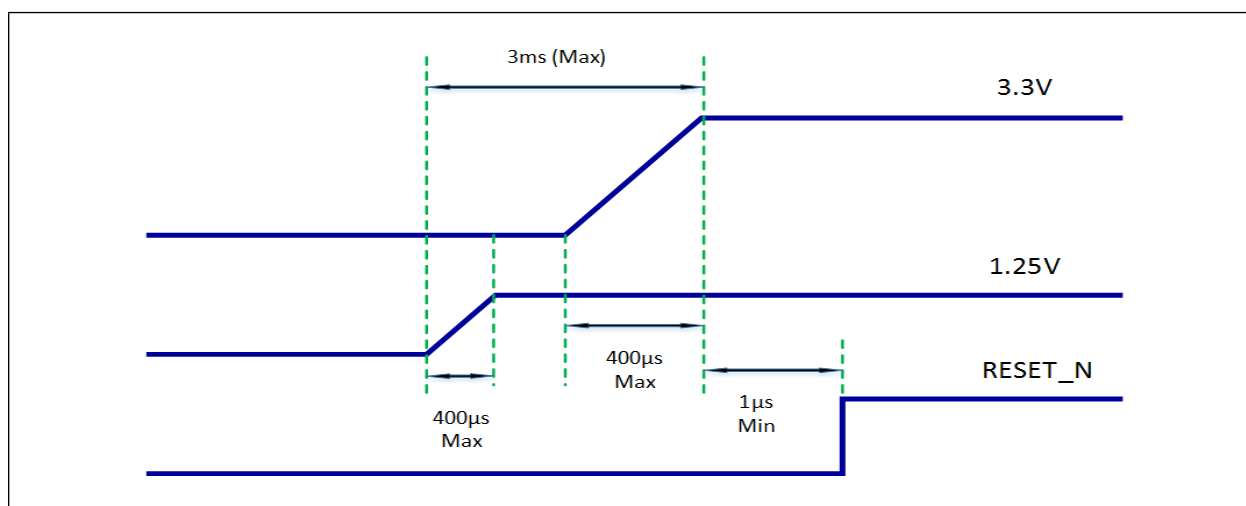 3ms (Max)
3.3V
1.25V
400µs
Max
RESET_N
1µs
Min
400µs
Max